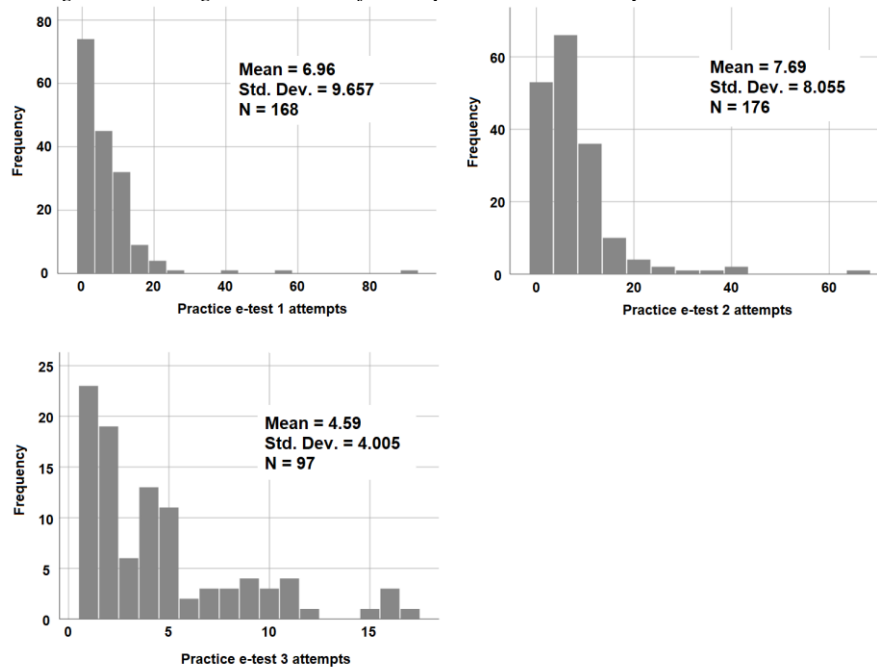 80
60
40
20
0
Frequency
Mean = 6.96
Std. Dev. = 9.657
N = 168
0 20 40 60 80
Practice e-test 1 attempts
60
40
20
0
Frequency
Mean = 7.69
Std. Dev. = 8.055
N = 176
0 20 40 60
Practice e-test 2 attempts
25
20
15
10
5
0
Frequency
Mean = 4.59
Std. Dev. = 4.005
N = 97
0 5 10 15
Practice e-test 3 attempts